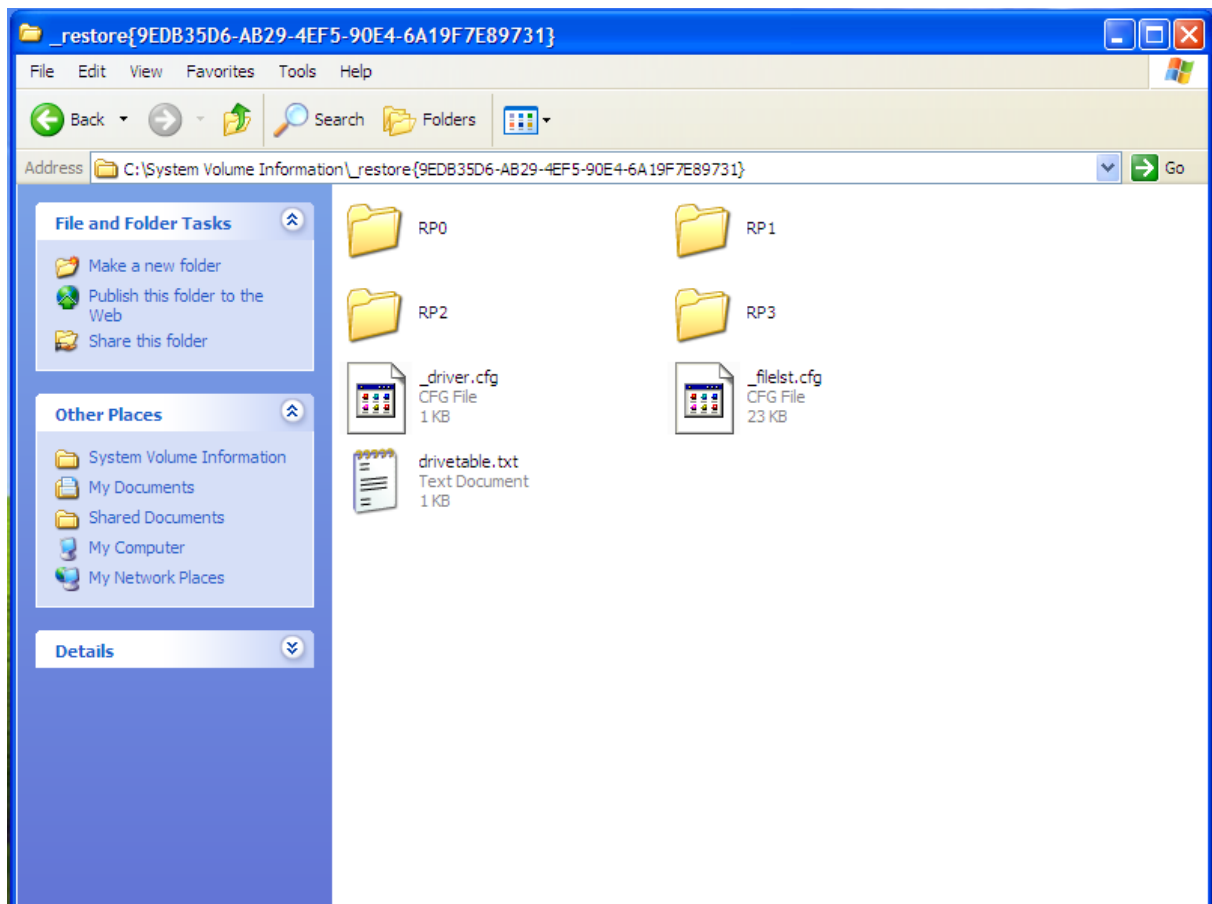 _restore{9EDB35D6-AB29-4EF5-90E4-6A19F7E89731}
File Edit View Favorites Tools Help
Back Search Folders
Address C:\System Volume Information\_restore{9EDB35D6-AB29-4EF5-90E4-6A19F7E89731} Go
File and Folder Tasks
Make a new folder
Publish this folder to the
Web
Share this folder
Other Places
System Volume Information
My Documents
Shared Documents
My Computer
My Network Places
Details
RP0
RP1
RP2
RP3
_driver.cfg
CFG File
1 KB
_filelst.cfg
CFG File
23 KB
drivetable.txt
Text Document
1 KB